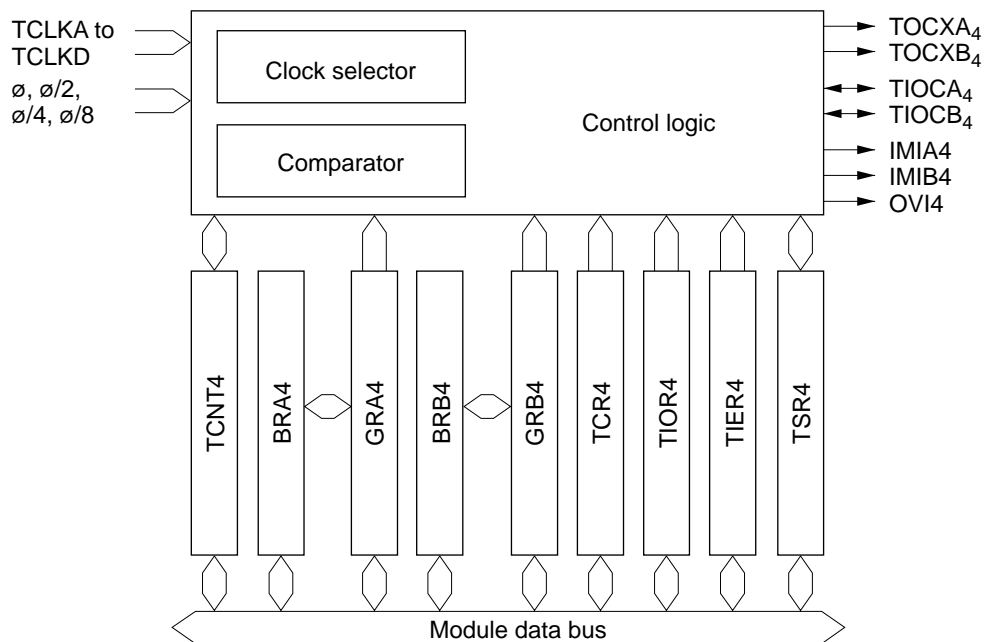 TCLKA to
TCLKD
ø, ø/2,
ø/4, ø/8
Clock selector
Comparator
Control logic
TOCXA4
TOCXB4
TIOCA4
TIOCB4
IMIA4
IMIB4
OVI4
TCNT4
BRA4
GRA4
BRB4
GRB4
TCR4
TIOR4
TIER4
TSR4
Module data bus